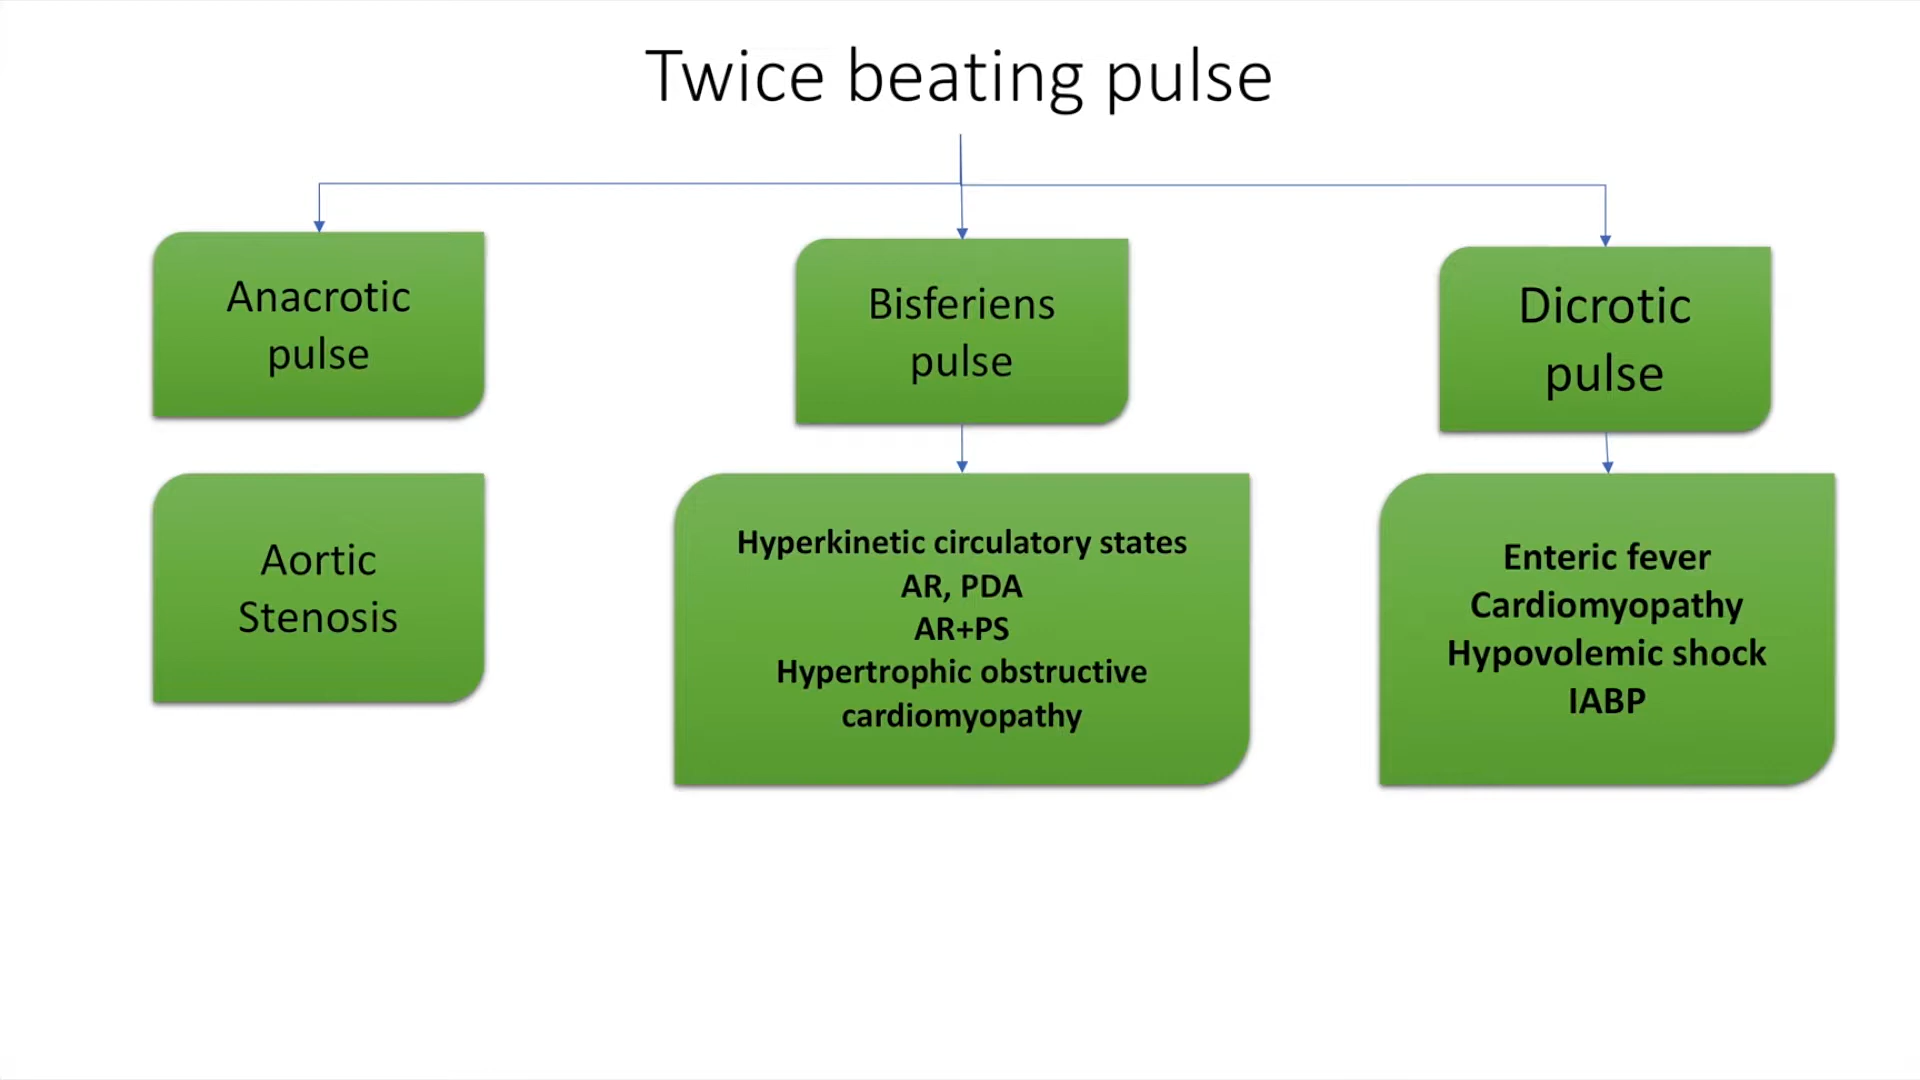 Twice beating pulse
Anacrotic
pulse
Bisferiens
pulse
Dicrotic
pulse
Aortic
Stenosis
Hyperkinetic circulatory states
AR, PDA
AR+PS
Hypertrophic obstructive
cardiomyopathy
Enteric fever
Cardiomyopathy
Hypovolemic shock
IABP